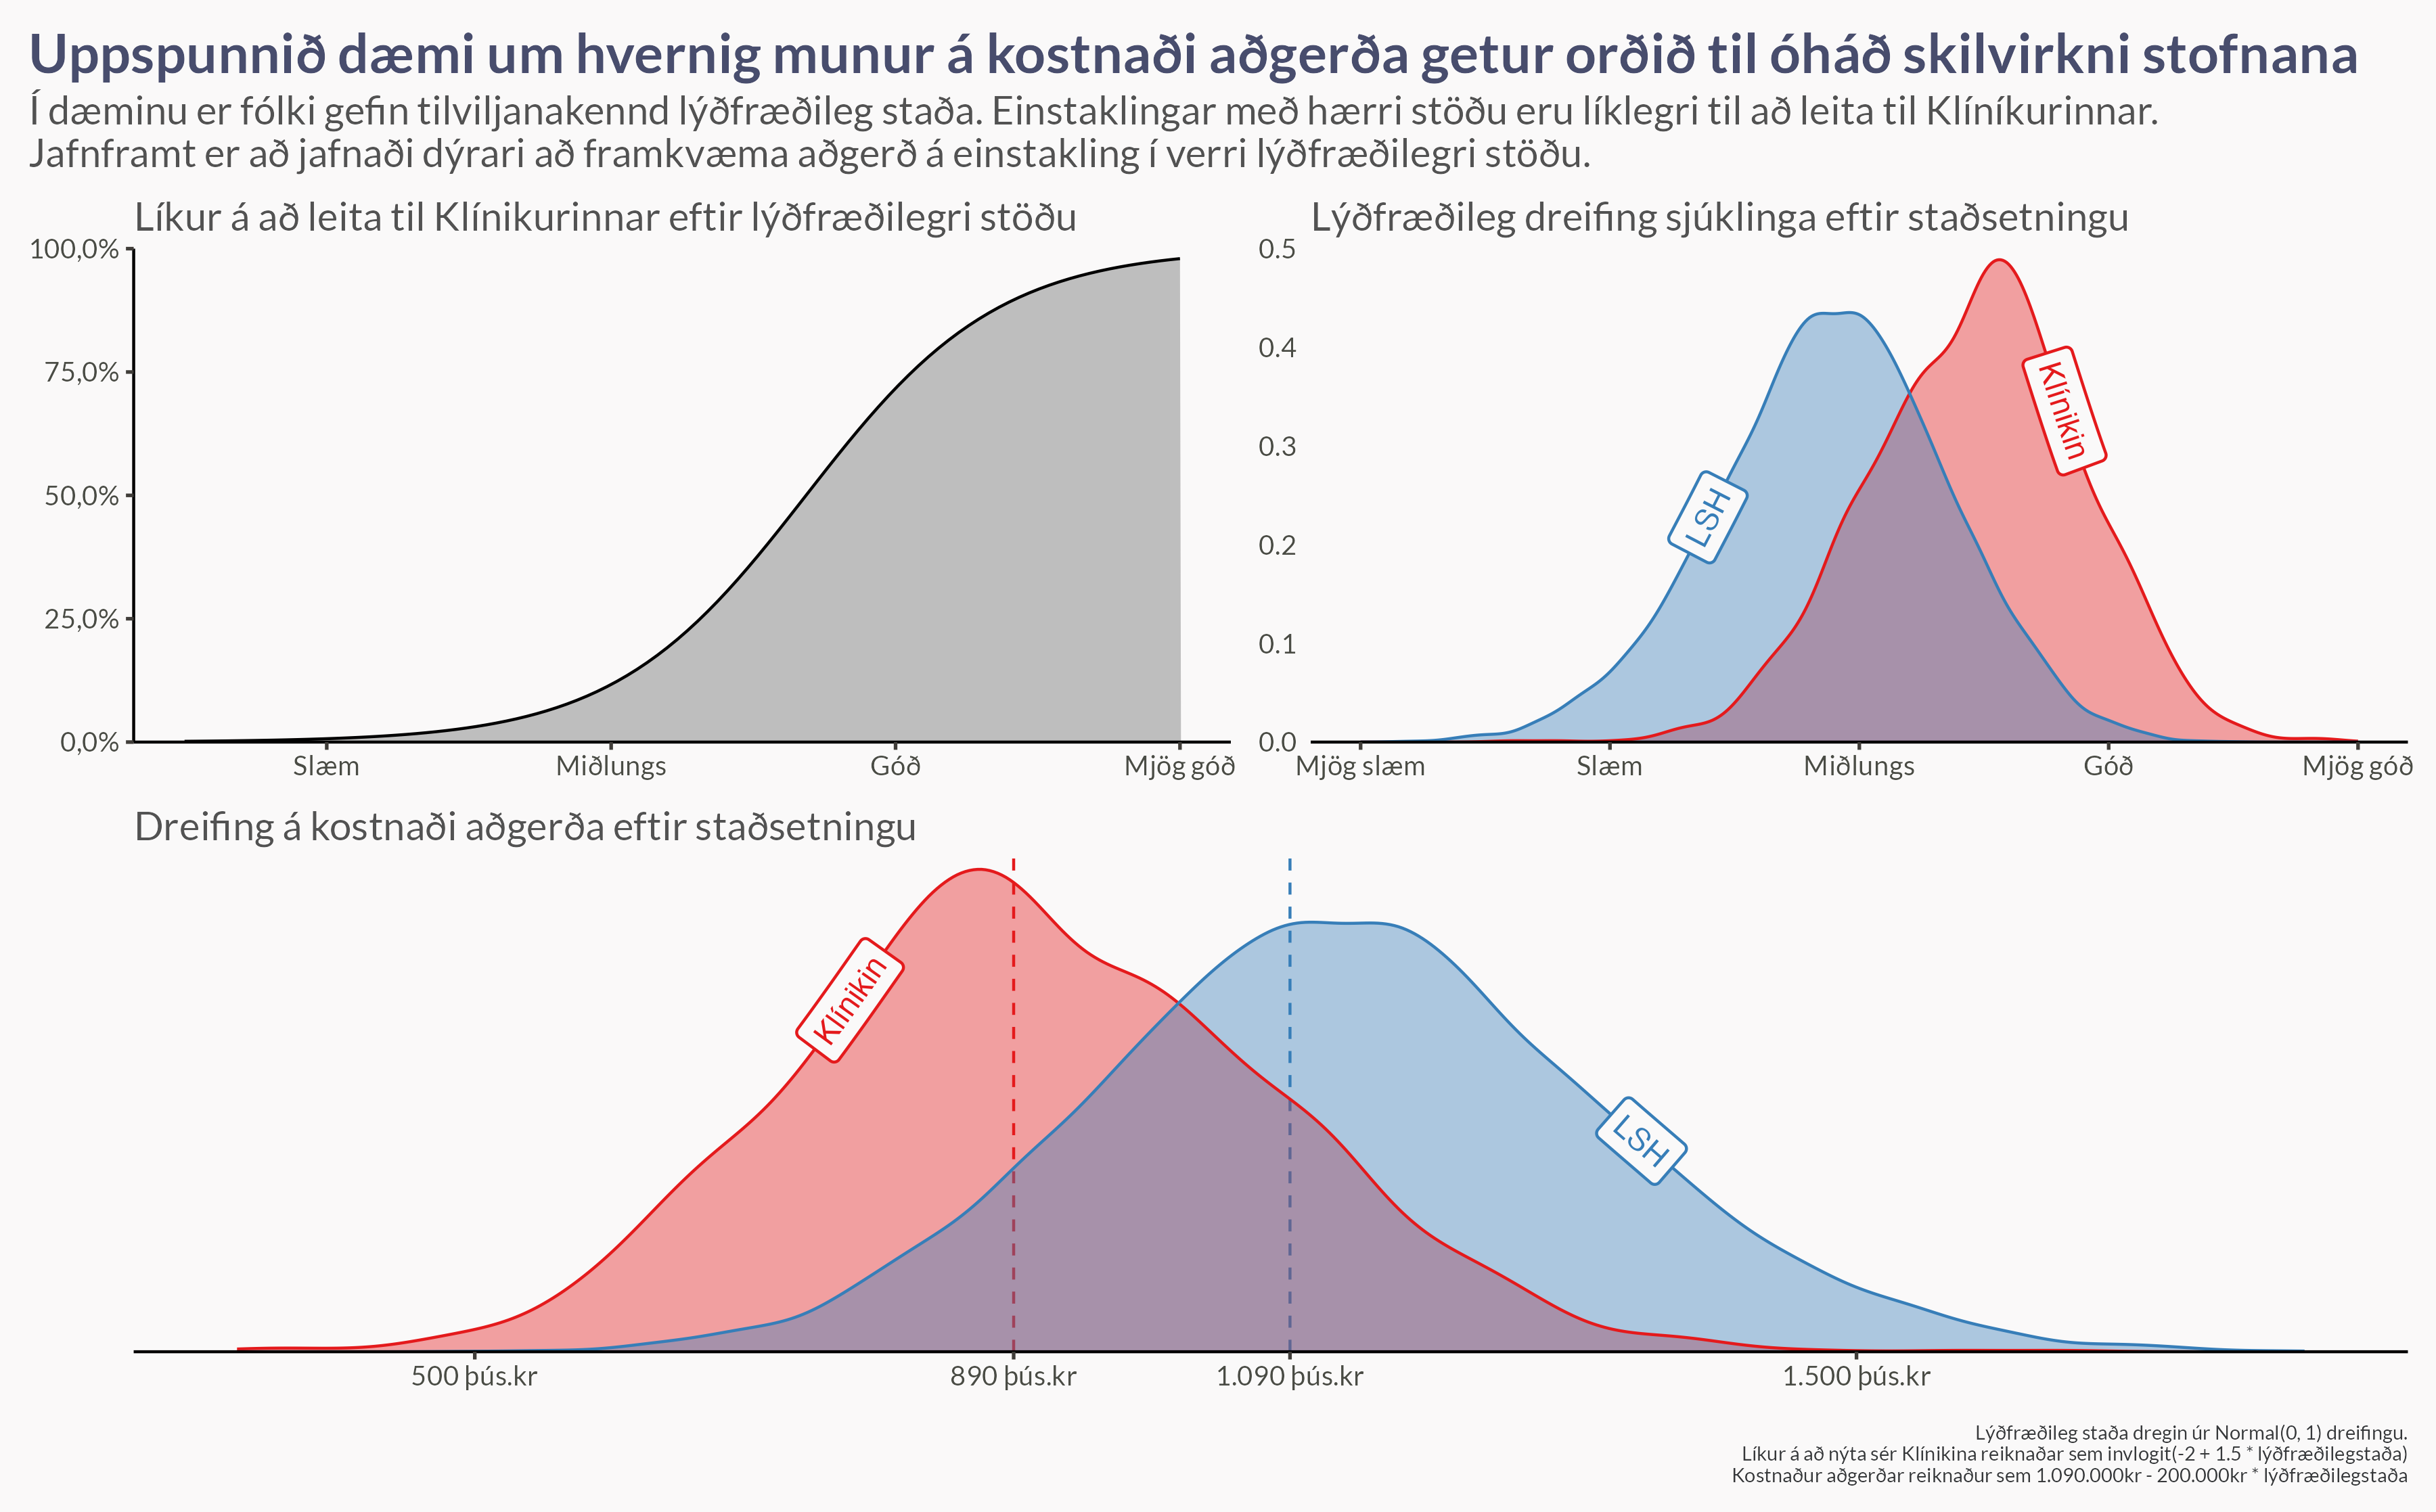 Uppspunnið dæmi um hvernig munur á kostnaði aðgerða getur orðið til óháð skilvirkni stofnana
Í dæminu er fólki gefin tilviljanakennd lýðfræðileg staða. Einstaklingar með hærri stöðu eru líklegri til að leita til Klíníkurinnar.
Jafnframt er að jafnaði dýrari að framkvæma aðgerð á einstakling í verri lýðfræðilegri stöðu.
Líkur á að leita til Klínikurinnar eftir lýðfræðilegri stöðu
100,0%
75,0%
50,0%
25,0%
0,0%
Slæm
Miðlungs
Góð
Mjög góð
Lýðfræðileg dreifing sjúklinga eftir staðsetningu
0.5
0.4
0.3
0.2
0.1
0.0
LSH
Klínikin
Mjög slæm
Slæm
Miðlungs
Góð
Mjög góð
Dreifing á kostnaði aðgerða eftir staðsetningu
Klínikin
LSH
500 þús.kr
890 þús.kr
1.090 þús.kr
1.500 þús.kr
Lýðfræðileg staða dregin úr Normal(0, 1) dreifingu.
Líkur á að nýta sér Klínikina reiknaðar sem invlogit(-2 + 1.5 * lýðfræðilegstaða)
Kostnaður aðgerðar reiknaður sem 1.090.000kr - 200.000kr * lýðfræðilegstaða